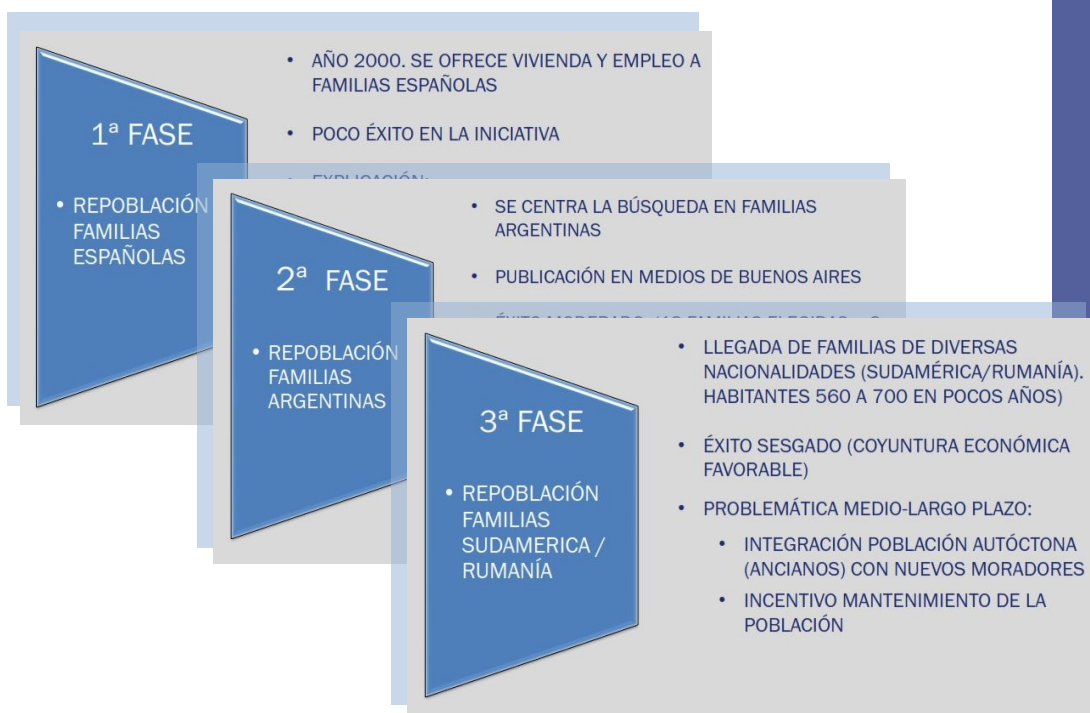 1ª FASE
• REPOBLACIÓN
FAMILIAS
ESPAÑOLAS
• AÑO 2000. SE OFRECE VIVIENDA Y EMPLEO A
FAMILIAS ESPAÑOLAS
• POCO ÉXITO EN LA INICIATIVA
• EXPLICACIÓN:
2ª FASE
• REPOBLACIÓN
FAMILIAS
ARGENTINAS
• SE CENTRA LA BÚSQUEDA EN FAMILIAS
ARGENTINAS
• PUBLICACIÓN EN MEDIOS DE BUENOS AIRES
ÉXITO MODERADO
3ª FASE
• REPOBLACIÓN
FAMILIAS
SUDAMERICA /
RUMANÍA
• LLEGADA DE FAMILIAS DE DIVERSAS
NACIONALIDADES (SUDAMÉRICA/RUMANÍA).
HABITANTES 560 A 700 EN POCOS AÑOS)
• ÉXITO SESGADO (COYUNTURA ECONÓMICA
FAVORABLE)
• PROBLEMÁTICA MEDIO-LARGO PLAZO:
• INTEGRACIÓN POBLACIÓN AUTÓCTONA
(ANCIANOS) CON NUEVOS MORADORES
• INCENTIVO MANTENIMIENTO DE LA
POBLACIÓN